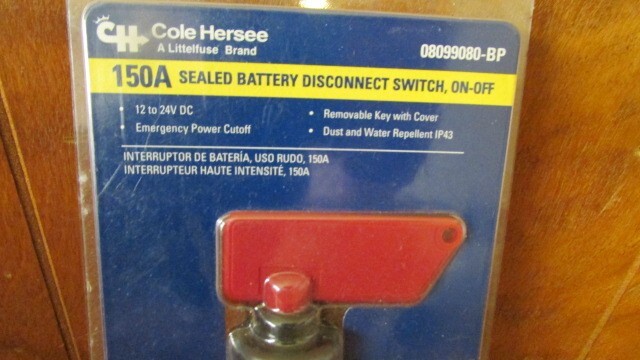 CH Cole Hersee
A Littelfuse Brand
08099080-BP
150A SEALED BATTERY DISCONNECT SWITCH, ON-OFF
• 12 to 24V DC
• Emergency Power Cutoff
• Removable Key with Cover
• Dust and Water Repellent IP43
INTERRUPTOR DE BATERÍA, USO RUDO, 150A
INTERRUPTEUR HAUTE INTENSITÉ, 150A